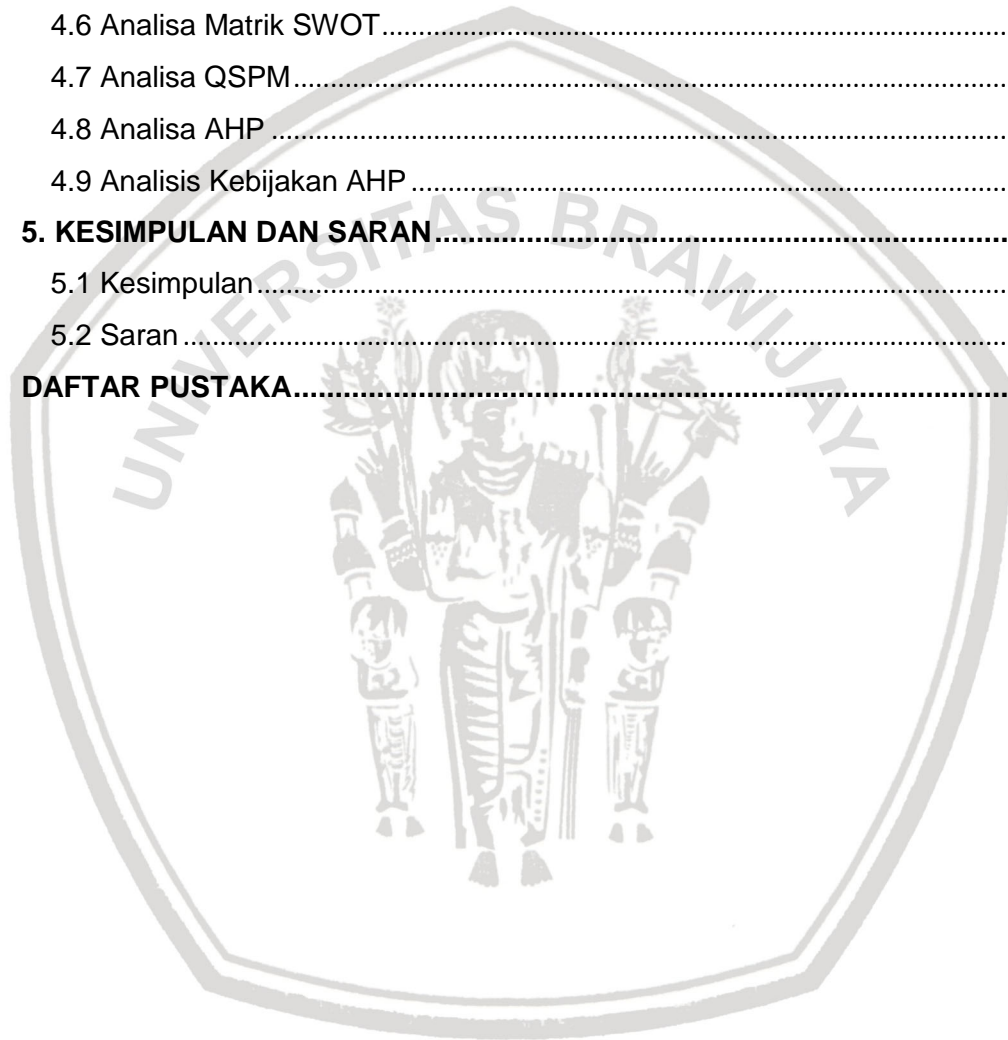 4.6 Analisa Matrik SWOT..........................................................................................
4.7 Analisa QSPM......................................................................................................
4.8 Analisa AHP.........................................................................................................
4.9 Analisis Kebijakan AHP........................................................................................
5. KESIMPULAN DAN SARAN....................................................................................
5.1 Kesimpulan...........................................................................................................
5.2 Saran....................................................................................................................
DAFTAR PUSTAKA.....................................................................................................
UNIVERSITAS BRAWIJAYA